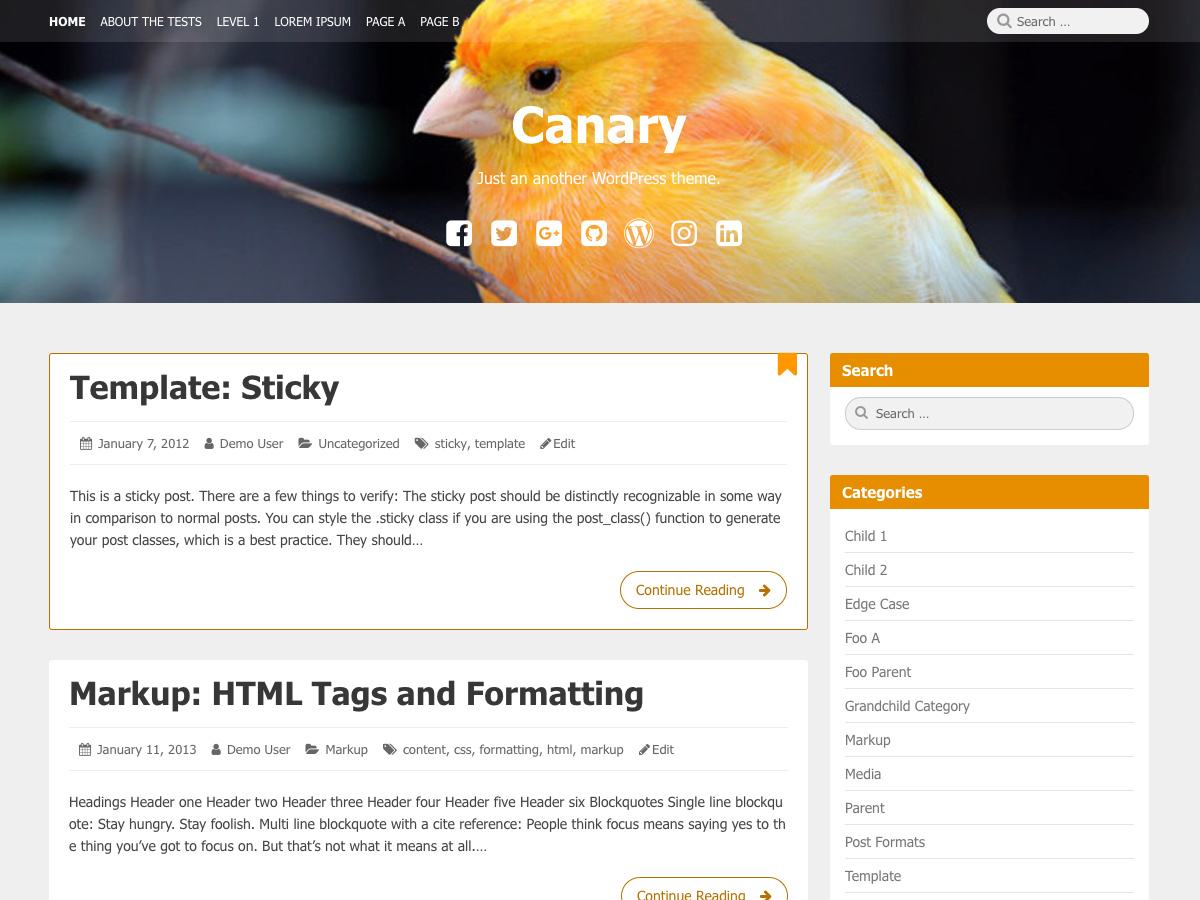 HOME ABOUT THE TESTS LEVEL 1 LOREM IPSUM PAGE A PAGE B Search ...
Canary
Just an another WordPress theme.
Template: Sticky
January 7, 2012 Demo User Uncategorized sticky, template Edit
This is a sticky post. There are a few things to verify: The sticky post should be distinctly recognizable in some way
in comparison to normal posts. You can style the .sticky class if you are using the post_class() function to generate
your post classes, which is a best practice. They should…
Continue Reading
Markup: HTML Tags and Formatting
January 11, 2013 Demo User Markup content, css, formatting, html, markup Edit
Headings Header one Header two Header three Header four Header five Header six Blockquotes Single line blockqu
ote: Stay hungry. Stay foolish. Multi line blockquote with a cite reference: People think focus means saying yes to th
e thing you’ve got to focus on. But that’s not what it means at all.…
Continue Reading
Search
Search ...
Categories
Child 1
Child 2
Edge Case
Foo A
Foo Parent
Grandchild Category
Markup
Media
Parent
Post Formats
Template